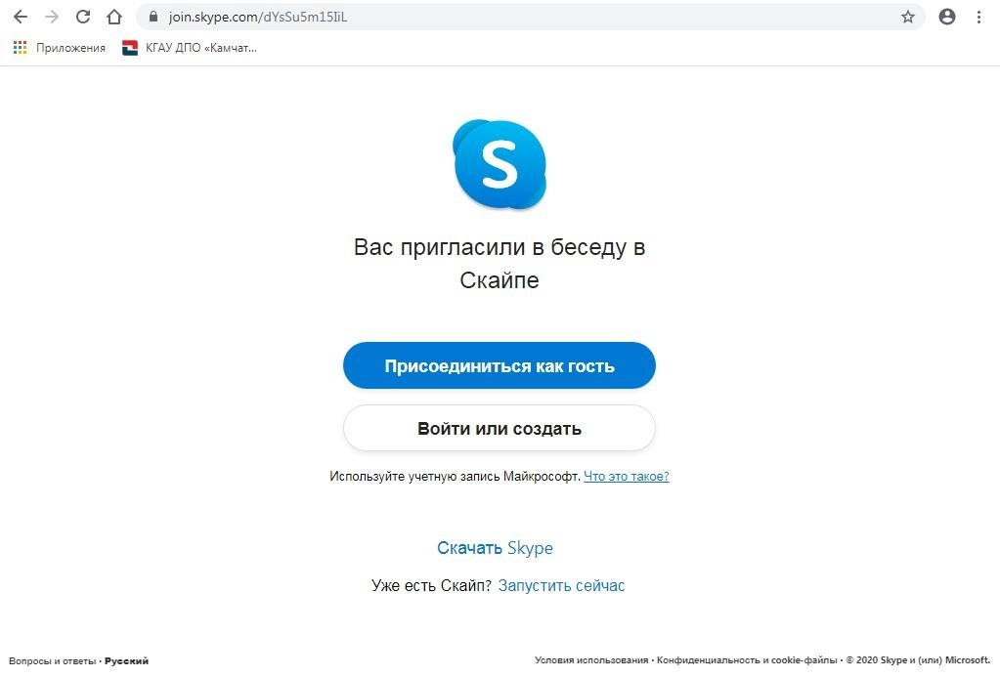 join.skype.com/dYsSu5m15IiL
Приложения
КГАУ ДПО «Камчат...
S
Вас пригласили в беседу в
Скайпе
Присоединиться как гость
Войти или создать
Используйте учетную запись Майкрософт. Что это такое?
Скачать Skype
Уже есть Скайп? Запустить сейчас
Вопросы и ответы • Русский
Условия использования • Конфиденциальность и cookie-файлы • © 2020 Skype и (или) Microsoft.